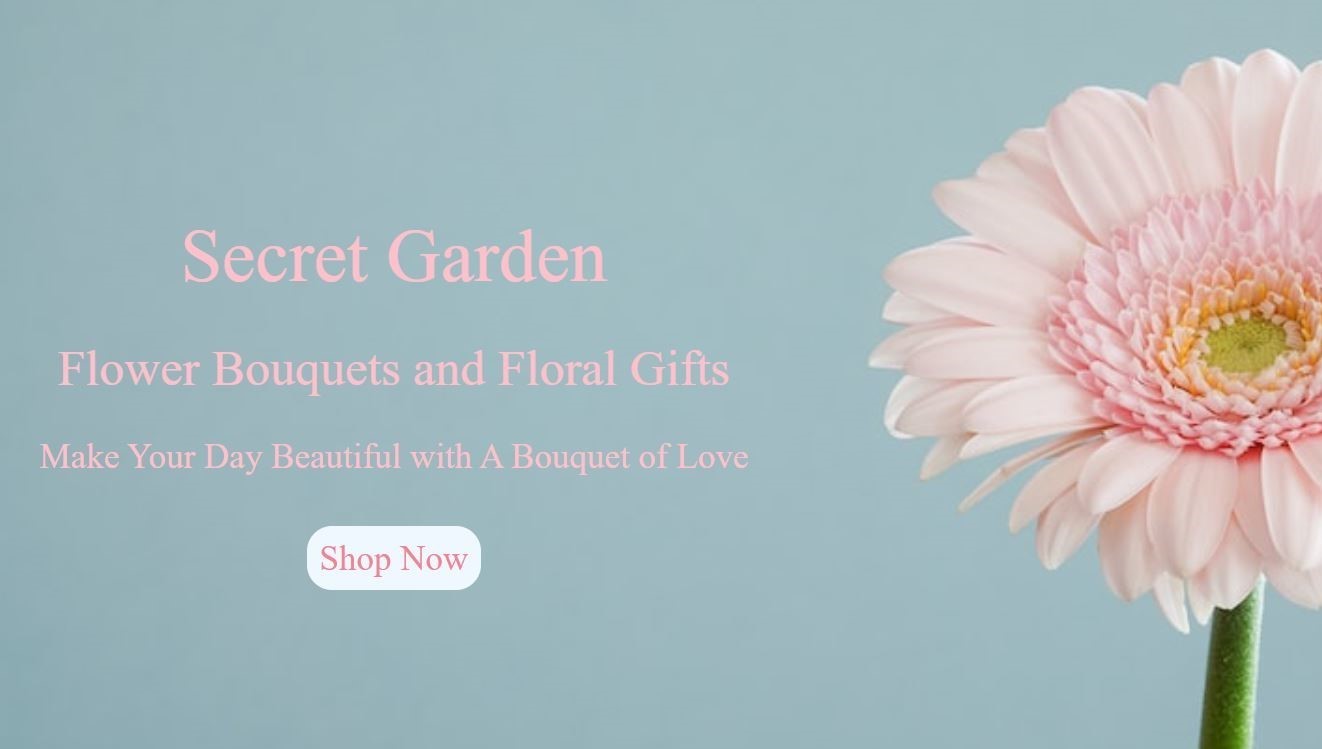 Secret Garden
Flower Bouquets and Floral Gifts
Make Your Day Beautiful with A Bouquet of Love
Shop Now